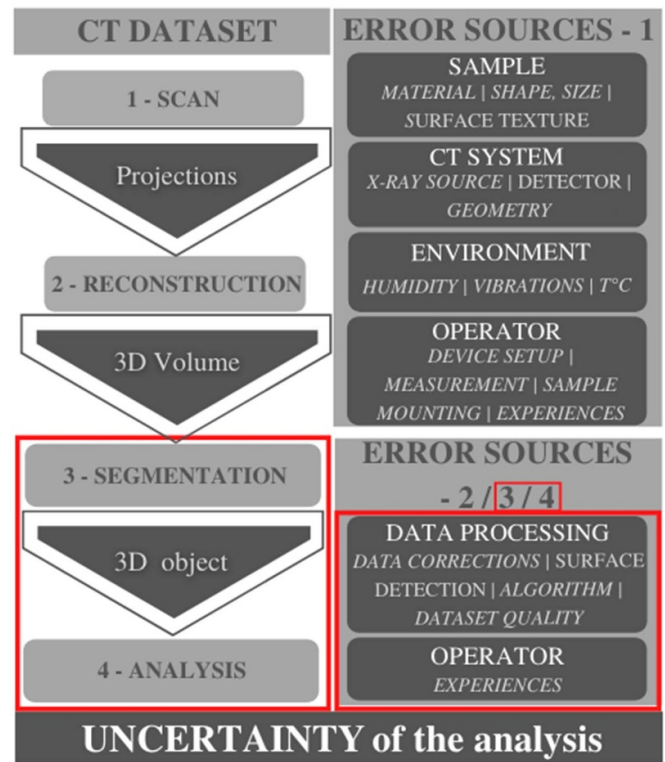 CT DATASET
1 - SCAN
Projections
2 - RECONSTRUCTION
3D Volume
3 - SEGMENTATION
3D object
4 - ANALYSIS
ERROR SOURCES - 1
SAMPLE
MATERIAL | SHAPE, SIZE |
SURFACE TEXTURE
CT SYSTEM
X-RAY SOURCE | DETECTOR |
GEOMETRY
ENVIRONMENT
HUMIDITY | VIBRATIONS | T°C
OPERATOR
DEVICE SETUP |
MEASUREMENT | SAMPLE
MOUNTING | EXPERIENCES
ERROR SOURCES
- 2 / 3 / 4
DATA PROCESSING
DATA CORRECTIONS | SURFACE
DETECTION | ALGORITHM |
DATASET QUALITY
OPERATOR
EXPERIENCES
UNCERTAINTY of the analysis